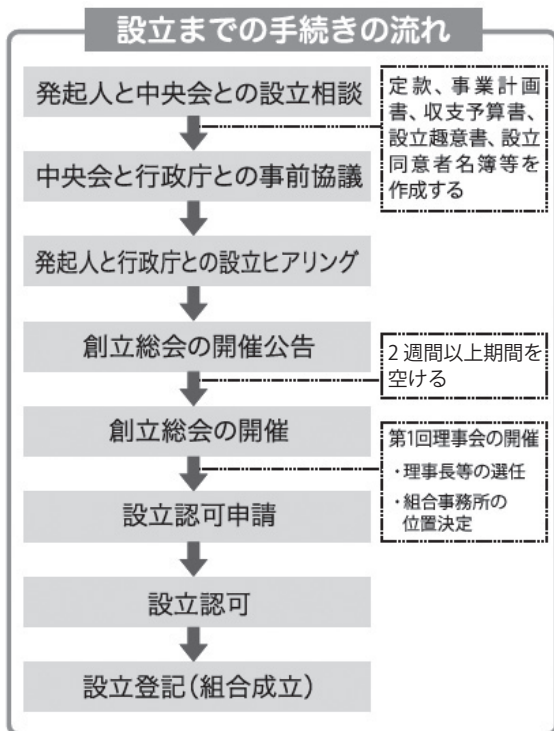 設立までの手続きの流れ
発起人と中央会との設立相談
定款、事業計画
書、収支予算書、
設立趣意書、設立
同意者名簿等を
作成する
中央会と行政庁との事前協議
発起人と行政庁との設立ヒアリング
創立総会の開催公告
2週間以上期間を
空ける
創立総会の開催
第1回理事会の開催
・理事長等の選任
・組合事務所の
位置決定
設立認可申請
設立認可
設立登記(組合成立)